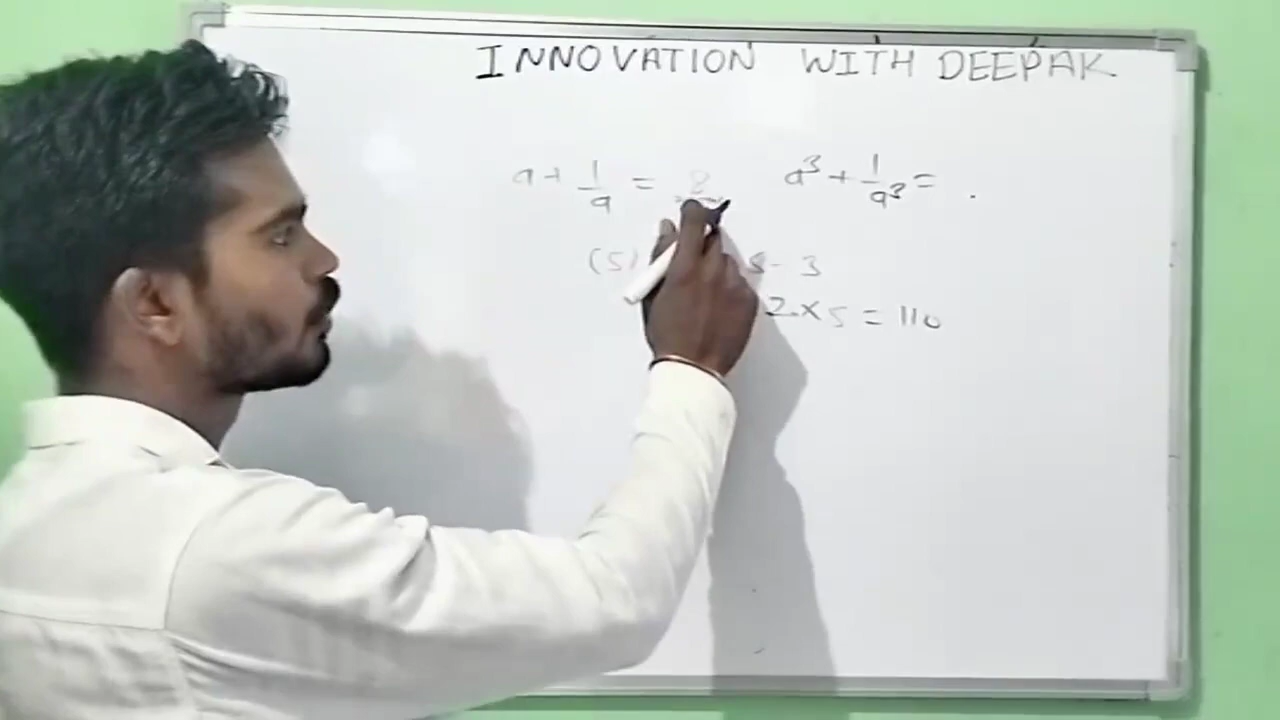 INNOVATION WITH DEEPAK
a + 1/a = 8 a³ + 1/a³ = .
(5) 8 - 3
2 x 5 = 110